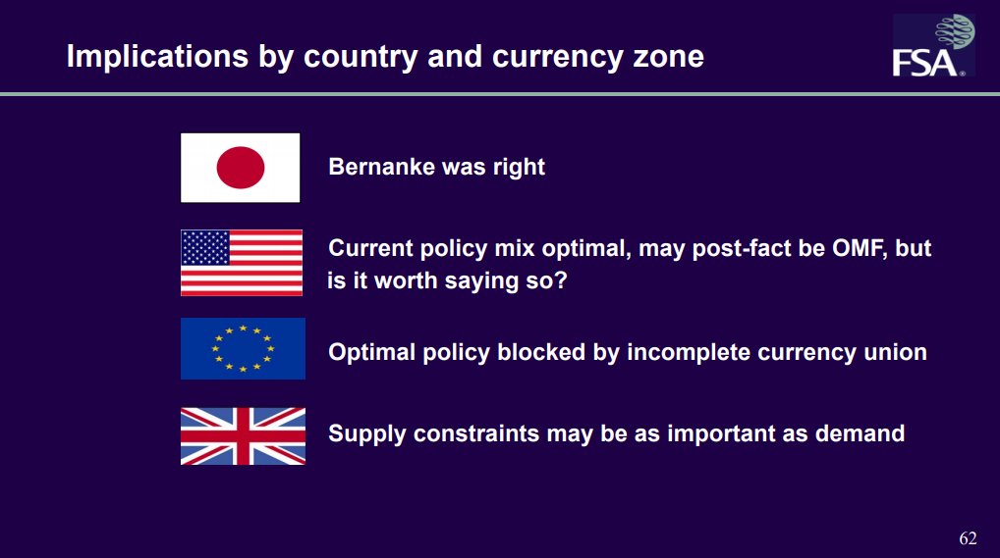 Implications by country and currency zone
FSA
Bernanke was right
Current policy mix optimal, may post-fact be OMF, but
is it worth saying so?
Optimal policy blocked by incomplete currency union
Supply constraints may be as important as demand
62